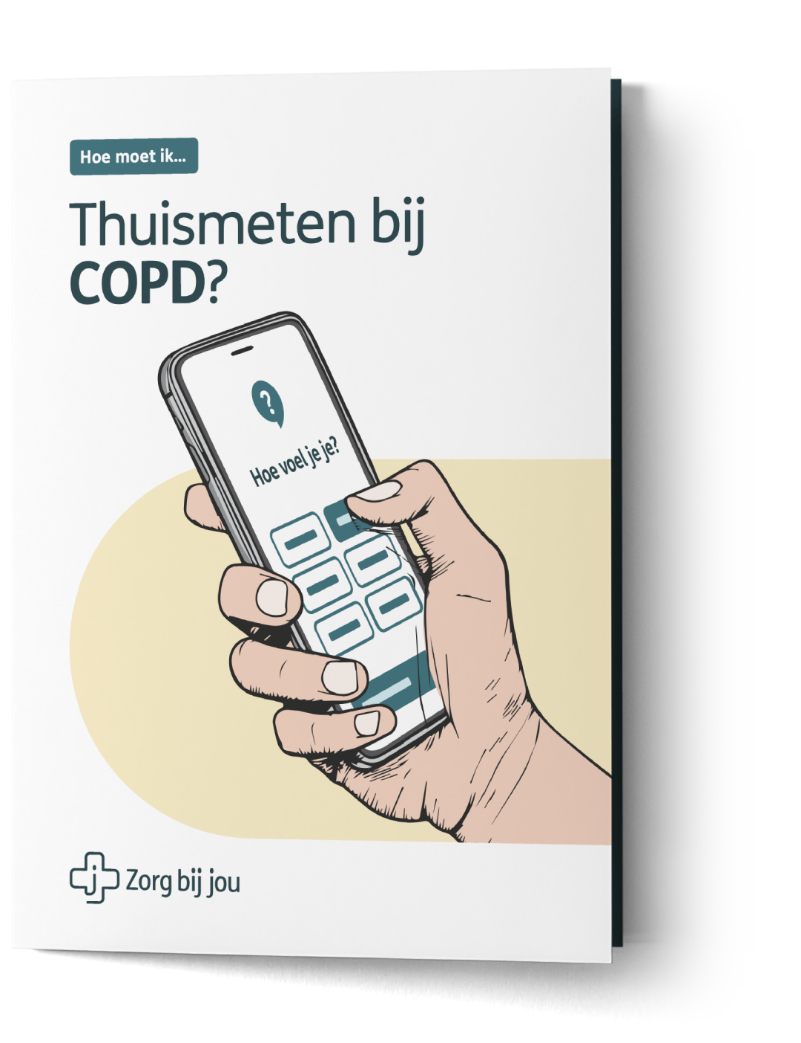 Hoe moet ik...
Thuismeten bij
COPD?
?
Hoe voel je je?
j
Zorg bij jou